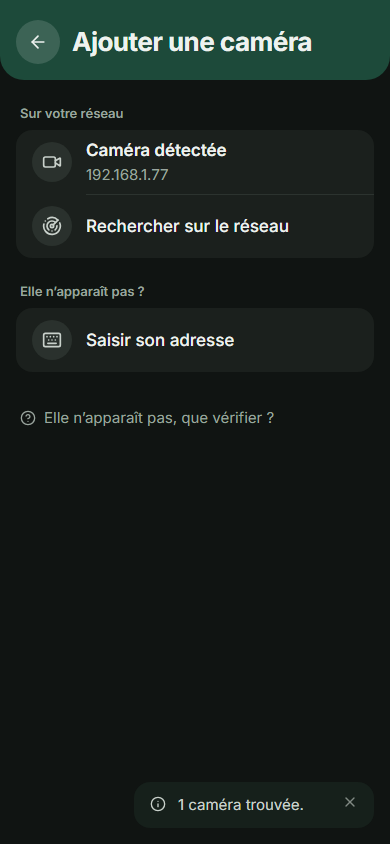 Ajouter une caméra
Sur votre réseau
Caméra détectée
192.168.1.77
Rechercher sur le réseau
Elle n’apparaît pas ?
Saisir son adresse
Elle n’apparaît pas, que vérifier ?
1 caméra trouvée.